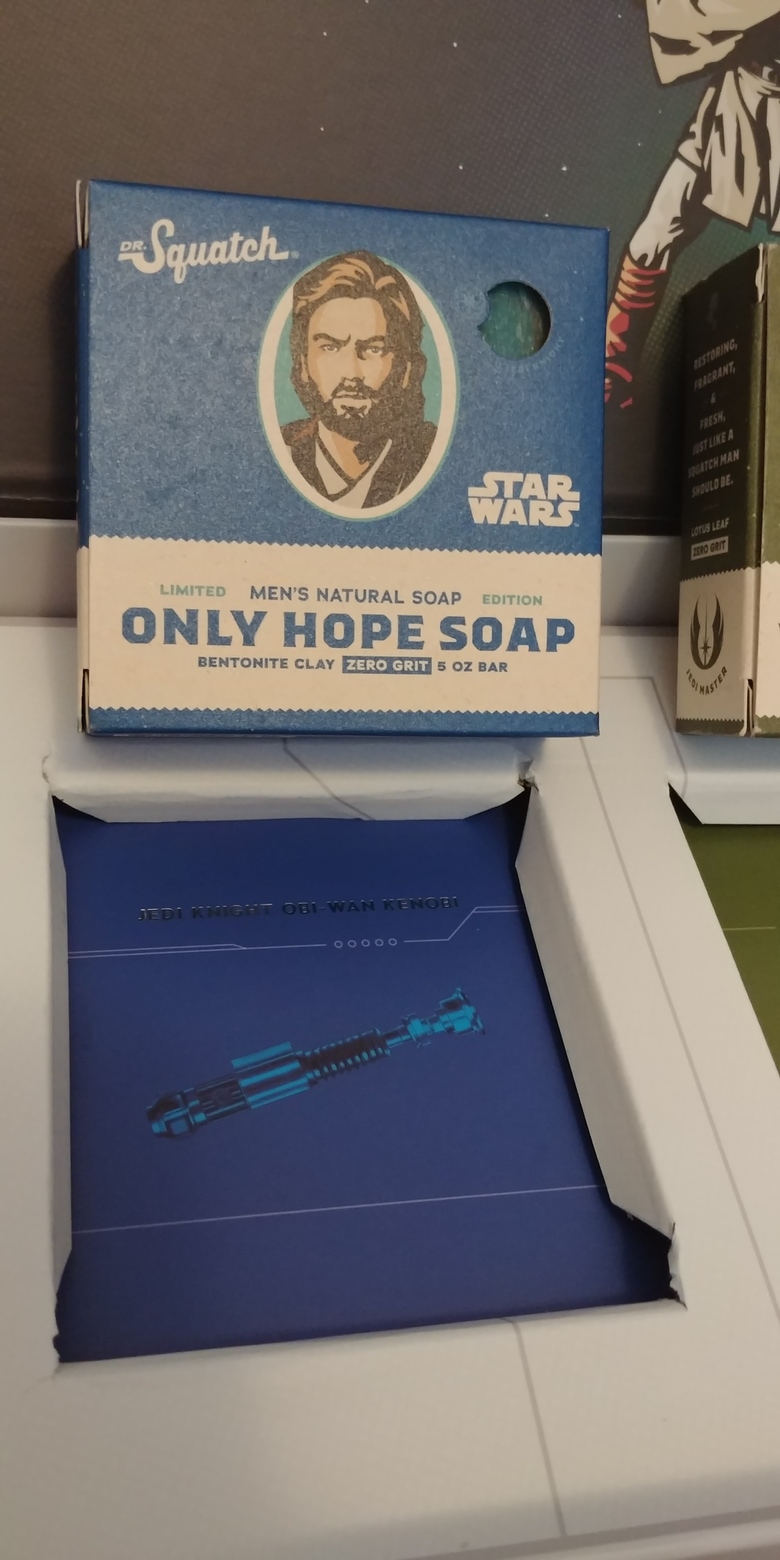 DR. Squatch
STAR
WARS
LIMITED MEN'S NATURAL SOAP EDITION
ONLY HOPE SOAP
BENTONITE CLAY ZERO GRIT 5 OZ BAR
RESTORING,
FRAGRANT,
&
FRESH,
JUST LIKE A
SQUATCH MAN
SHOULD BE.
LOTUS LEAF
ZERO GRIT
JEDI MASTER
JEDI KNIGHT OBI-WAN KENOBI